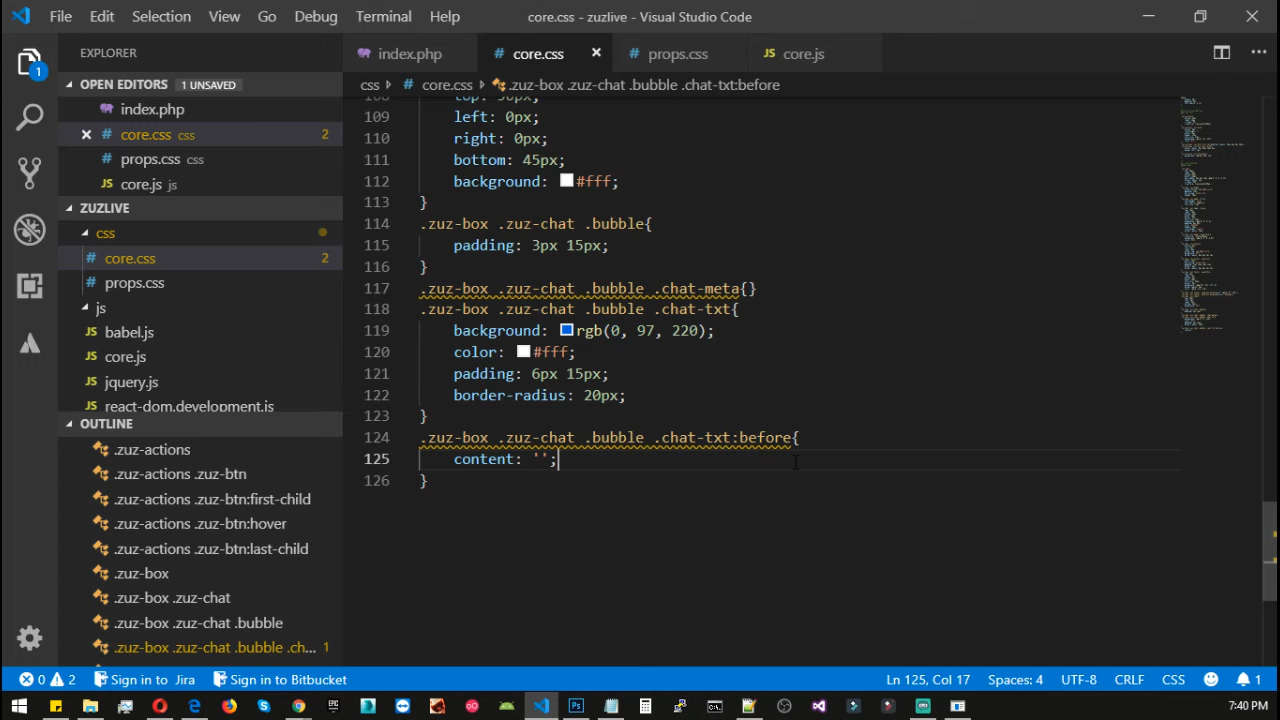 File Edit Selection View Go Debug Terminal Help core.css - zuzlive - Visual Studio Code
EXPLORER
index.php core.css props.css core.js
OPEN EDITORS 1 UNSAVED
css core.css .zuz-box .zuz-chat .bubble .chat-txt:before
index.php
core.css css 2
props.css css
core.js js
ZUZLIVE
css
core.css 2
props.css
js
babel.js
core.js
jquery.js
react-dom.development.js
OUTLINE
.zuz-actions
.zuz-actions .zuz-btn
.zuz-actions .zuz-btn:first-child
.zuz-actions .zuz-btn:hover
.zuz-actions .zuz-btn:last-child
.zuz-box
.zuz-box .zuz-chat
.zuz-box .zuz-chat .bubble
.zuz-box .zuz-chat .bubble .ch... 1
1
109 left: 0px;
110 right: 0px;
111 bottom: 45px;
112 background: #fff;
113 }
114 .zuz-box .zuz-chat .bubble{
115 padding: 3px 15px;
116 }
117 .zuz-box .zuz-chat .bubble .chat-meta{}
118 .zuz-box .zuz-chat .bubble .chat-txt{
119 background: rgb(0, 97, 220);
120 color: #fff;
121 padding: 6px 15px;
122 border-radius: 20px;
123 }
124 .zuz-box .zuz-chat .bubble .chat-txt:before{
125 content: '';
126 }
0 2 Sign in to Jira Sign in to Bitbucket Ln 125, Col 17 Spaces: 4 UTF-8 CRLF CSS 1
7:40 PM